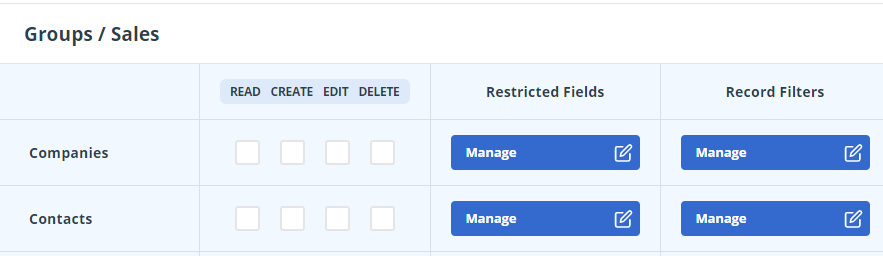 Groups / Sales
READ CREATE EDIT DELETE Restricted Fields Record Filters
Companies Manage Manage
Contacts Manage Manage